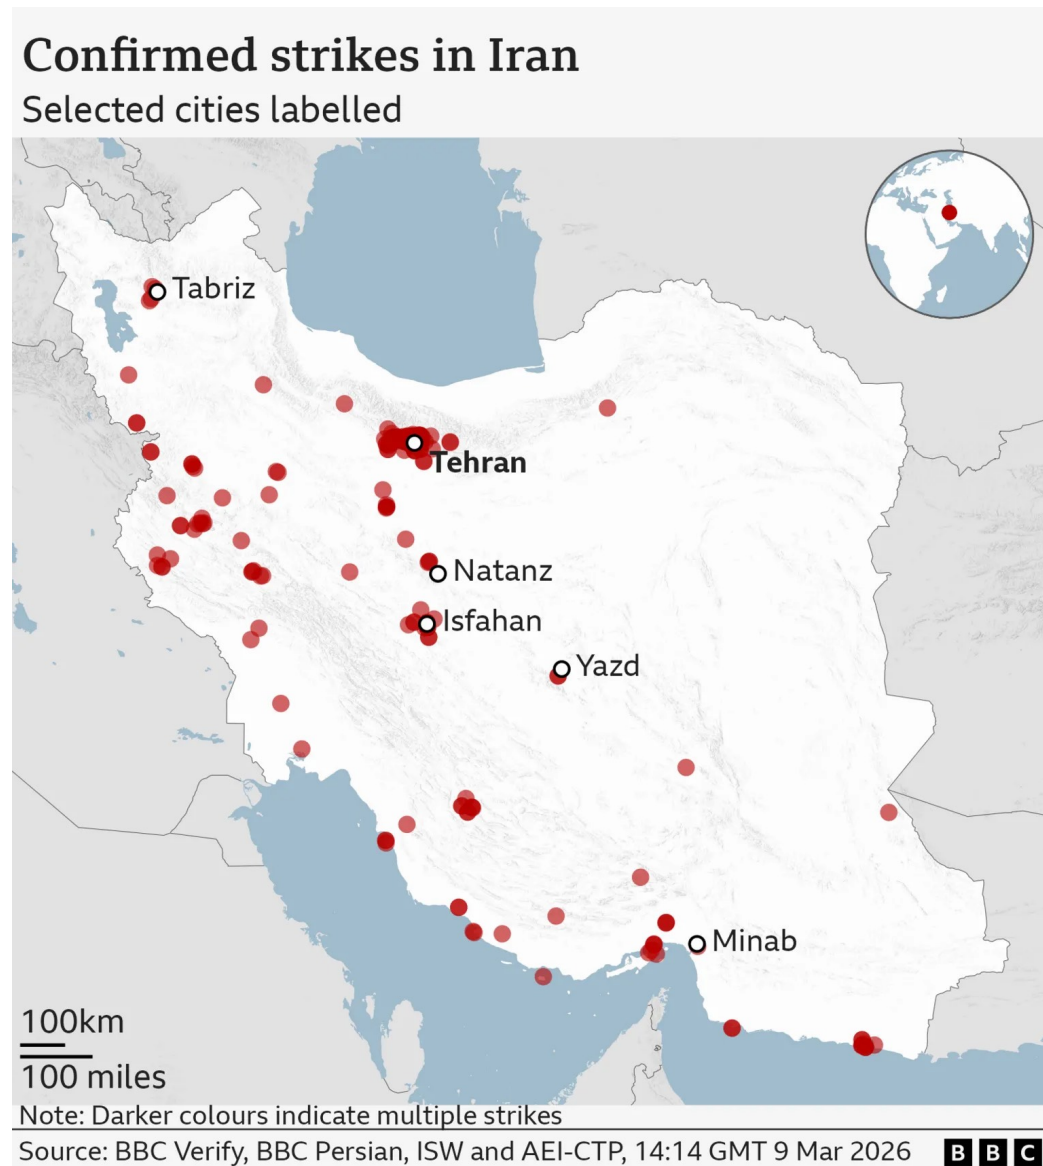 Confirmed strikes in Iran
Selected cities labelled
Tabriz
Tehran
Natanz
Isfahan
Yazd
Minab
100km
100 miles
Note: Darker colours indicate multiple strikes
Source: BBC Verify, BBC Persian, ISW and AEI-CTP, 14:14 GMT 9 Mar 2026
BBC